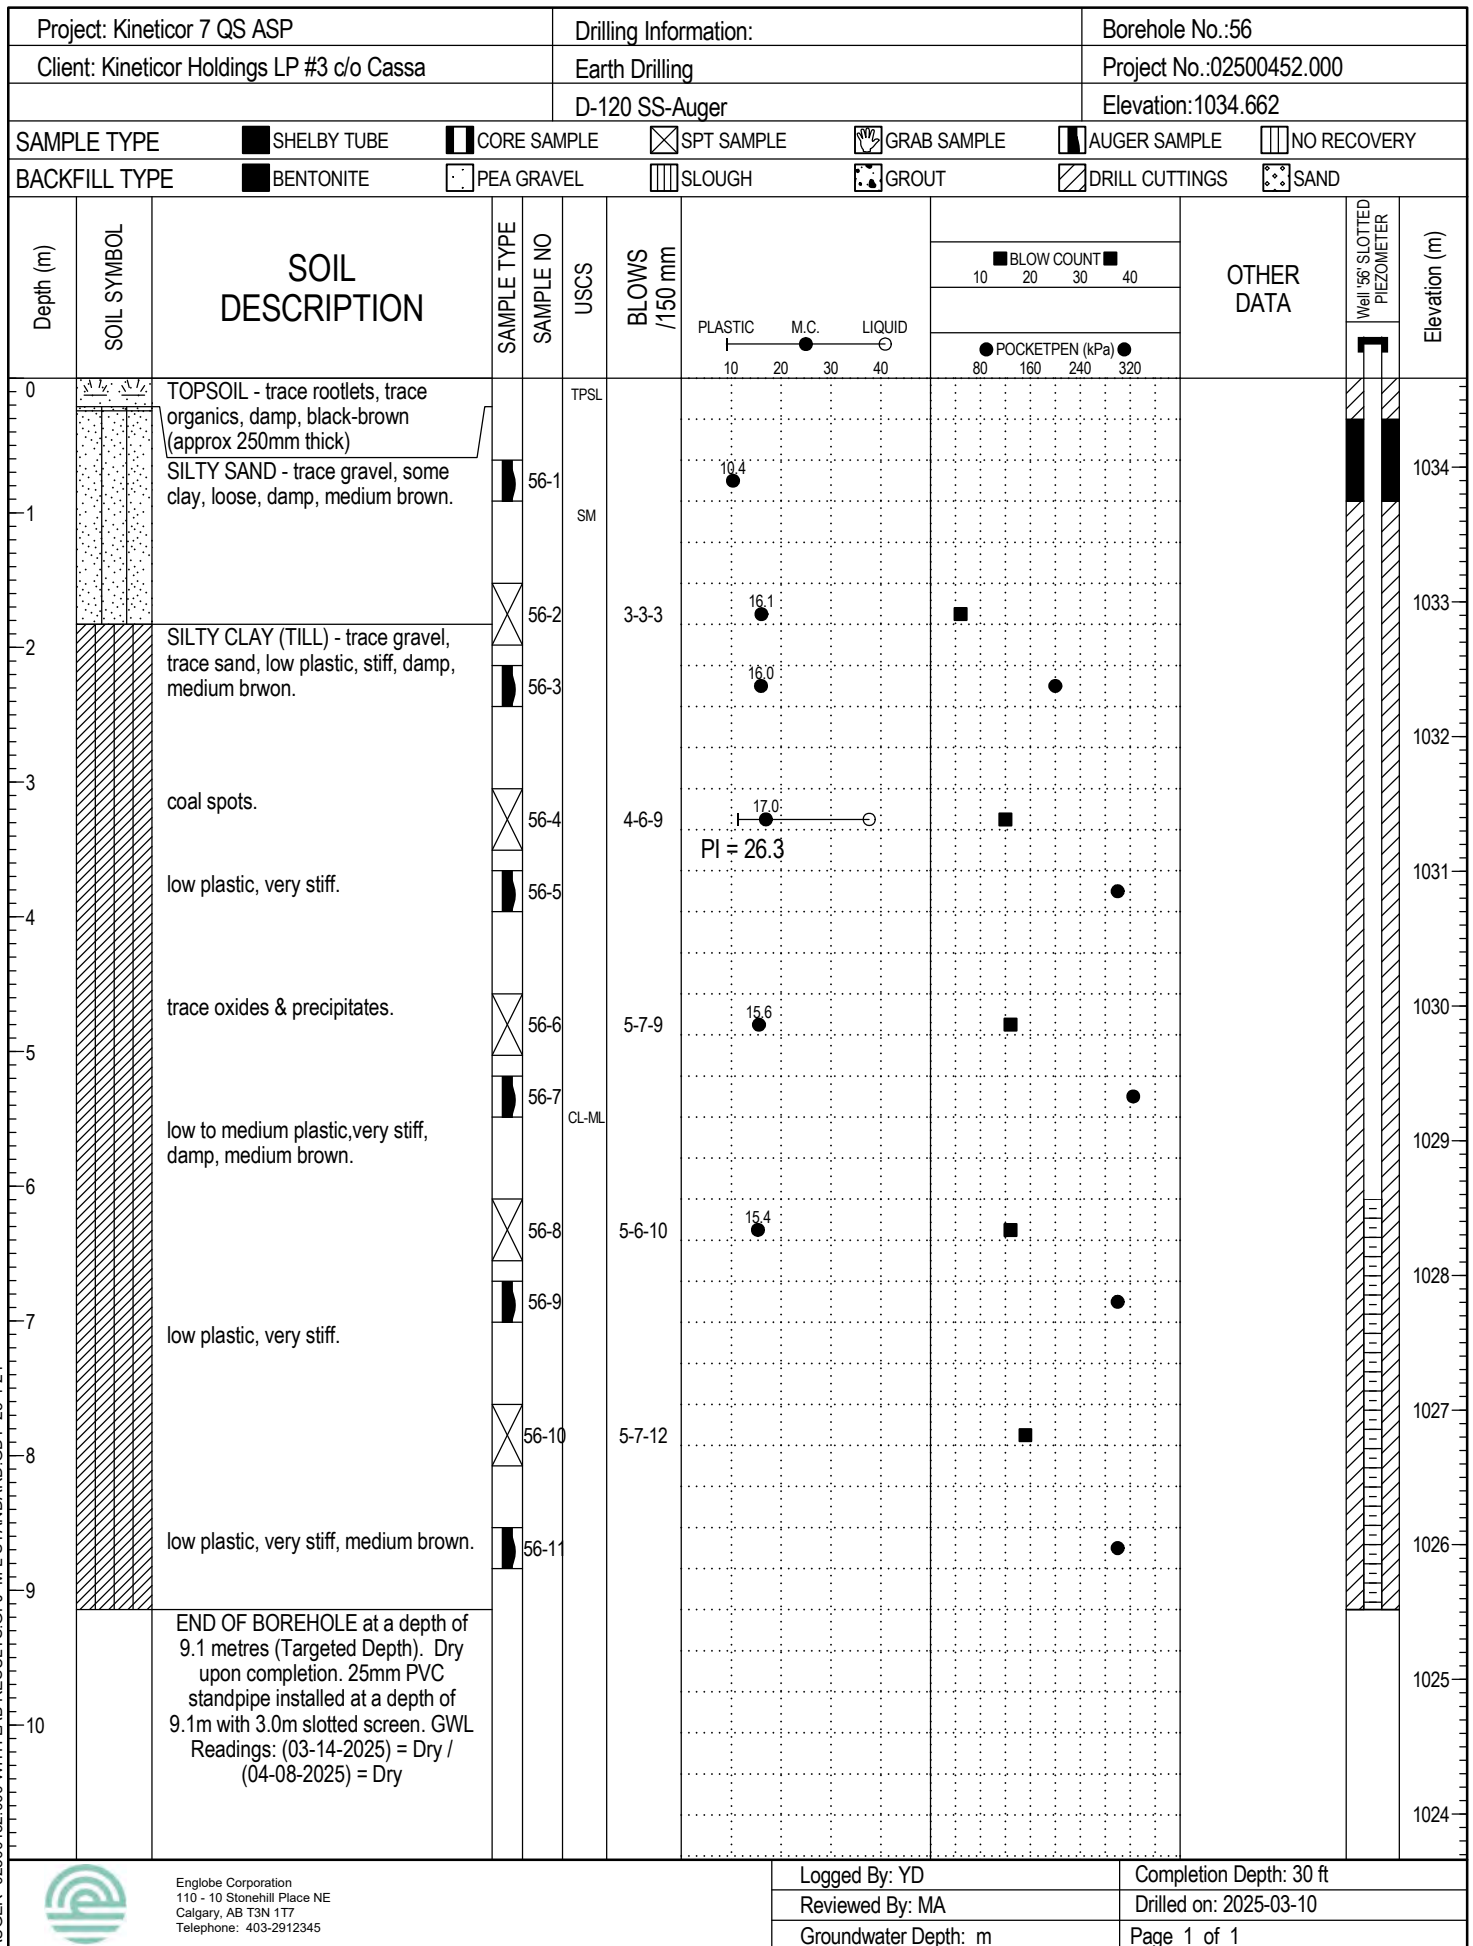 Project: Kineticor 7 QS ASP
Drilling Information:
Borehole No.:56
Client: Kineticor Holdings LP #3 c/o Cassa
Earth Drilling
Project No.:02500452.000
D-120 SS-Auger
Elevation:1034.662
SAMPLE TYPE SHELBY TUBE CORE SAMPLE SPT SAMPLE GRAB SAMPLE AUGER SAMPLE NO RECOVERY
BACKFILL TYPE BENTONITE PEA GRAVEL SLOUGH GROUT DRILL CUTTINGS SAND
Depth (m)
SOIL SYMBOL
SOIL
DESCRIPTION
SAMPLE TYPE
SAMPLE NO
USCS
BLOWS
/150 mm
PLASTIC M.C. LIQUID
10 20 30 40
BLOW COUNT
10 20 30 40
POCKETPEN (kPa)
80 160 240 320
OTHER
DATA
Well '56' SLOTTED
PIEZOMETER
Elevation (m)
0
TOPSOIL - trace rootlets, trace
organics, damp, black-brown
(approx 250mm thick)
TPSL
SILTY SAND - trace gravel, some
clay, loose, damp, medium brown.
56-1
10.4
1034
1
SM
56-2
3-3-3
16.1
1033
2
SILTY CLAY (TILL) - trace gravel,
trace sand, low plastic, stiff, damp,
medium brwon.
56-3
16.0
1032
3
coal spots.
56-4
4-6-9
17.0
PI = 26.3
low plastic, very stiff.
56-5
1031
4
trace oxides & precipitates.
56-6
5-7-9
15.6
1030
5
56-7
CL-ML
low to medium plastic,very stiff,
damp, medium brown.
1029
6
56-8
5-6-10
15.4
56-9
1028
7
low plastic, very stiff.
1027
56-10
5-7-12
8
low plastic, very stiff, medium brown.
56-11
1026
9
END OF BOREHOLE at a depth of
9.1 metres (Targeted Depth). Dry
upon completion. 25mm PVC
standpipe installed at a depth of
9.1m with 3.0m slotted screen. GWL
Readings: (03-14-2025) = Dry /
(04-08-2025) = Dry
1025
10
1024
Englobe Corporation
110 - 10 Stonehill Place NE
Calgary, AB T3N 1T7
Telephone: 403-2912345
Logged By: YD
Completion Depth: 30 ft
Reviewed By: MA
Drilled on: 2025-03-10
Groundwater Depth: m
Page 1 of 1